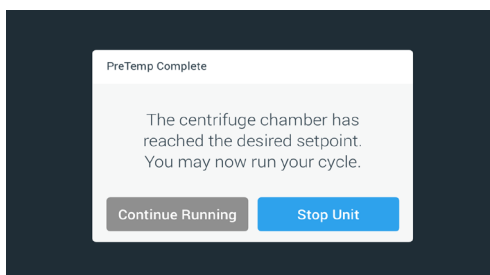 PreTemp Complete
The centrifuge chamber has
reached the desired setpoint.
You may now run your cycle.
Continue Running
Stop Unit